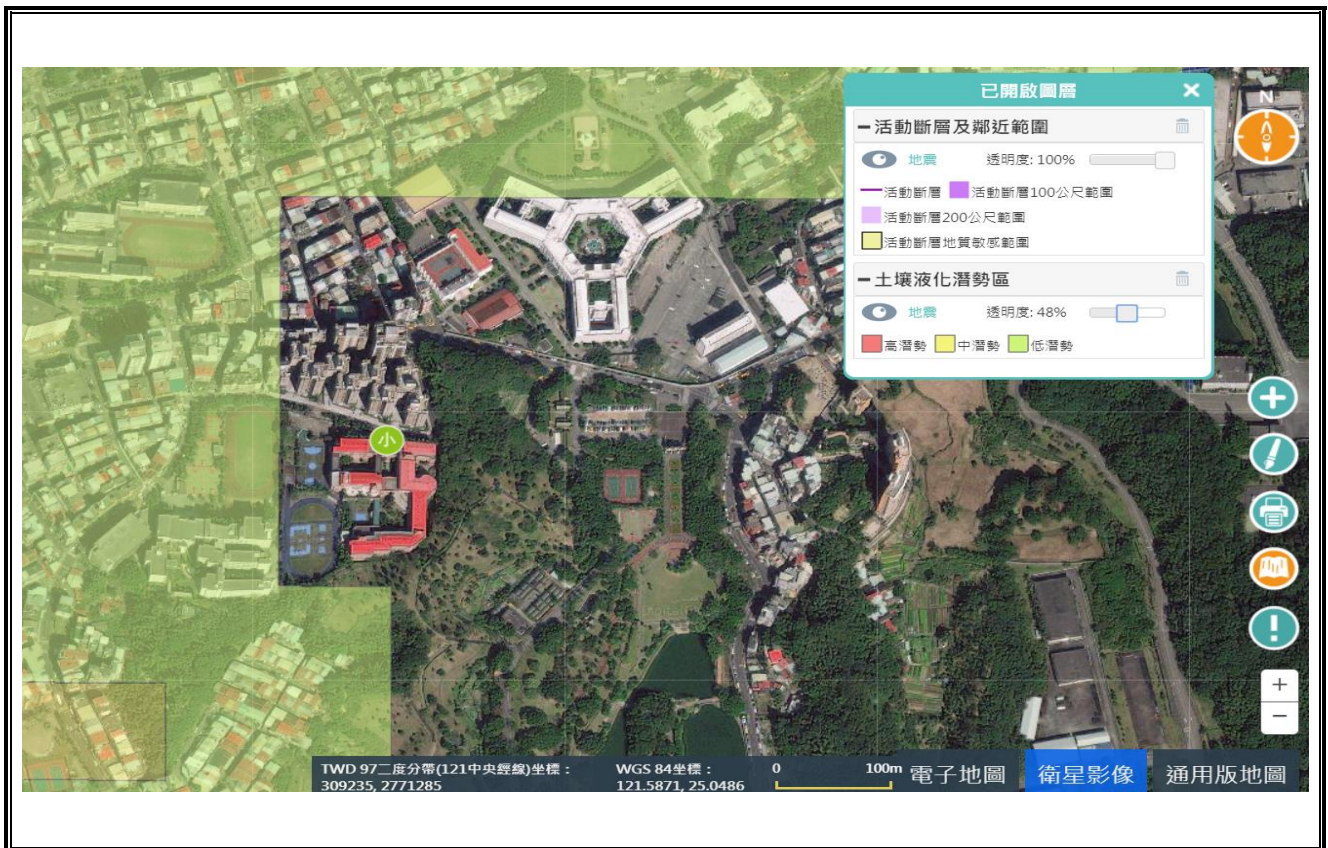 已開啟圖層 ×
活動斷層及鄰近範圍
地震 透明度: 100%
活動斷層 活動斷層100公尺範圍
活動斷層200公尺範圍
活動斷層地質敏感範圍
土壤液化潛勢區
地震 透明度: 48%
高潛勢 中潛勢 低潛勢
N
小
+
−
TWD 97二度分帶(121中央經線)坐標：
309235, 2771285
WGS 84坐標：
121.5871, 25.0486
0 100m
電子地圖 衛星影像 通用版地圖